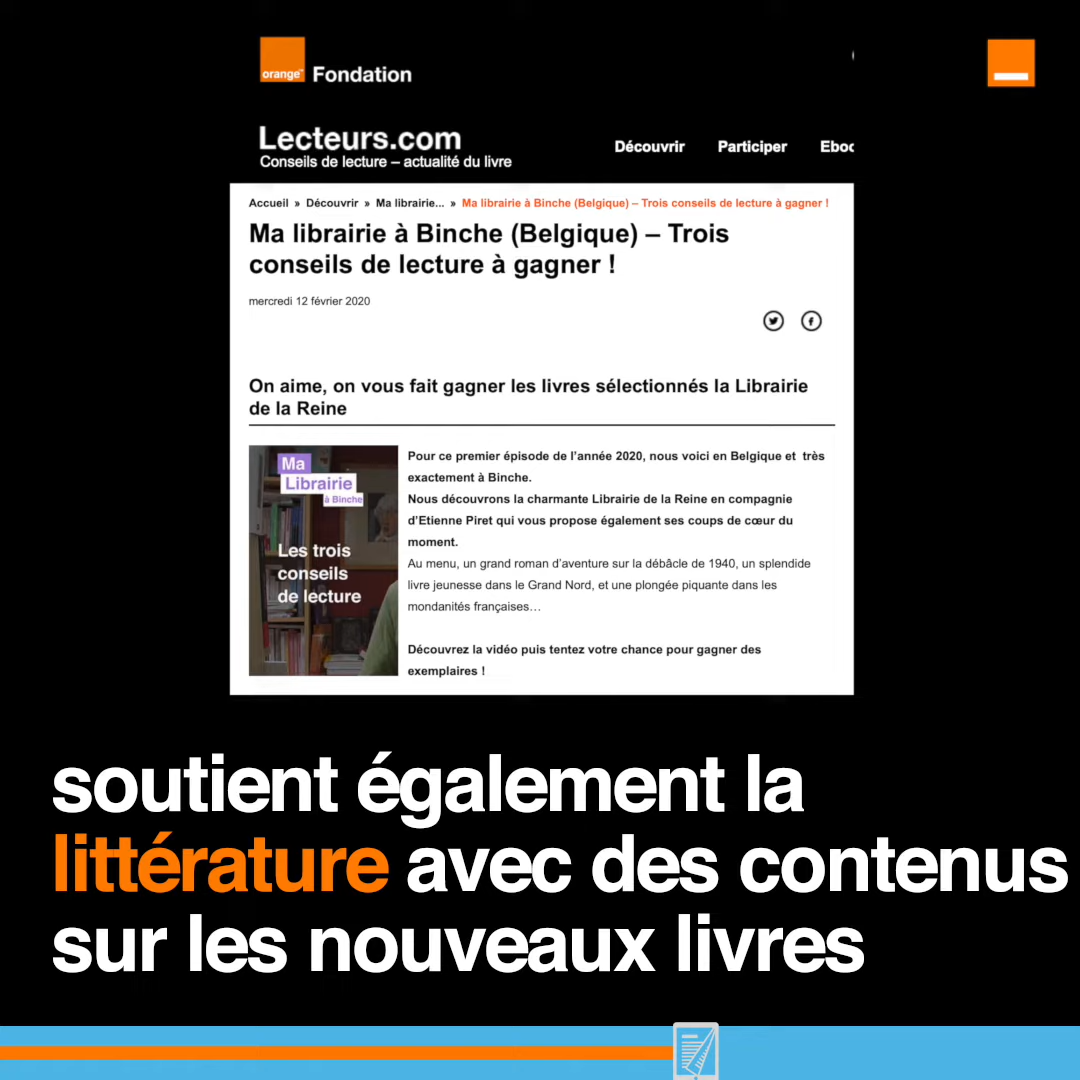 orange™ Fondation
Lecteurs.com
Conseils de lecture – actualité du livre
Découvrir Participer Eboo
Accueil » Découvrir » Ma librairie... » Ma librairie à Binche (Belgique) – Trois conseils de lecture à gagner !
Ma librairie à Binche (Belgique) – Trois
conseils de lecture à gagner !
mercredi 12 février 2020
On aime, on vous fait gagner les livres sélectionnés la Librairie
de la Reine
Ma
Librairie
à Binche
Les trois
conseils
de lecture
Pour ce premier épisode de l'année 2020, nous voici en Belgique et très
exactement à Binche.
Nous découvrons la charmante Librairie de la Reine en compagnie
d'Etienne Piret qui vous propose également ses coups de cœur du
moment.
Au menu, un grand roman d'aventure sur la débâcle de 1940, un splendide
livre jeunesse dans le Grand Nord, et une plongée piquante dans les
mondanités françaises…
Découvrez la vidéo puis tentez votre chance pour gagner des
exemplaires !
soutient également la
littérature avec des contenus
sur les nouveaux livres